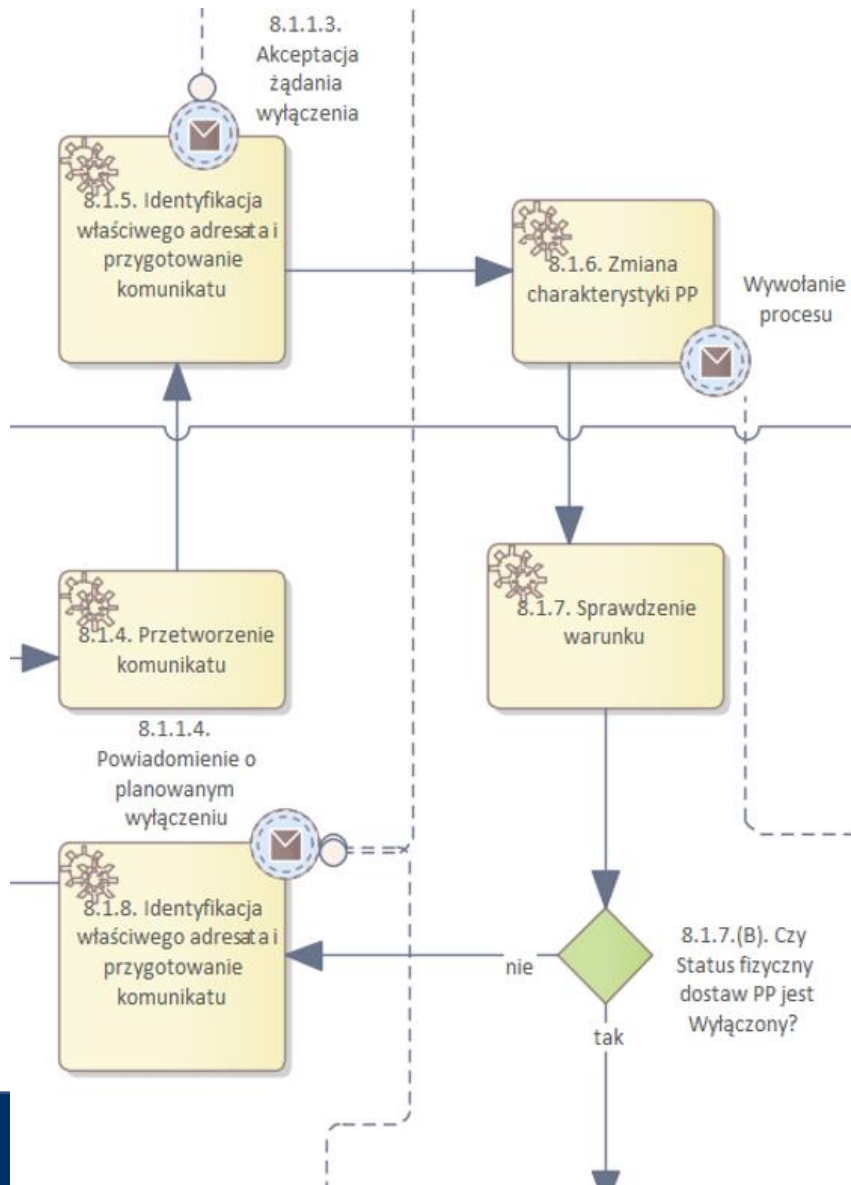 8.1.1.3.
Akceptacja
żądania
wyłączenia
8.1.5. Identyfikacja
właściwego adresata i
przygotowanie
komunikatu
8.1.6. Zmiana
charakterystyki PP
Wywołanie
procesu
8.1.4. Przetworzenie
komunikatu
8.1.7. Sprawdzenie
warunku
8.1.1.4.
Powiadomienie o
planowanym
wyłączeniu
8.1.8. Identyfikacja
właściwego adresata i
przygotowanie
komunikatu
nie
8.1.7.(B). Czy
Status fizyczny
dostaw PP jest
Wyłączony?
tak